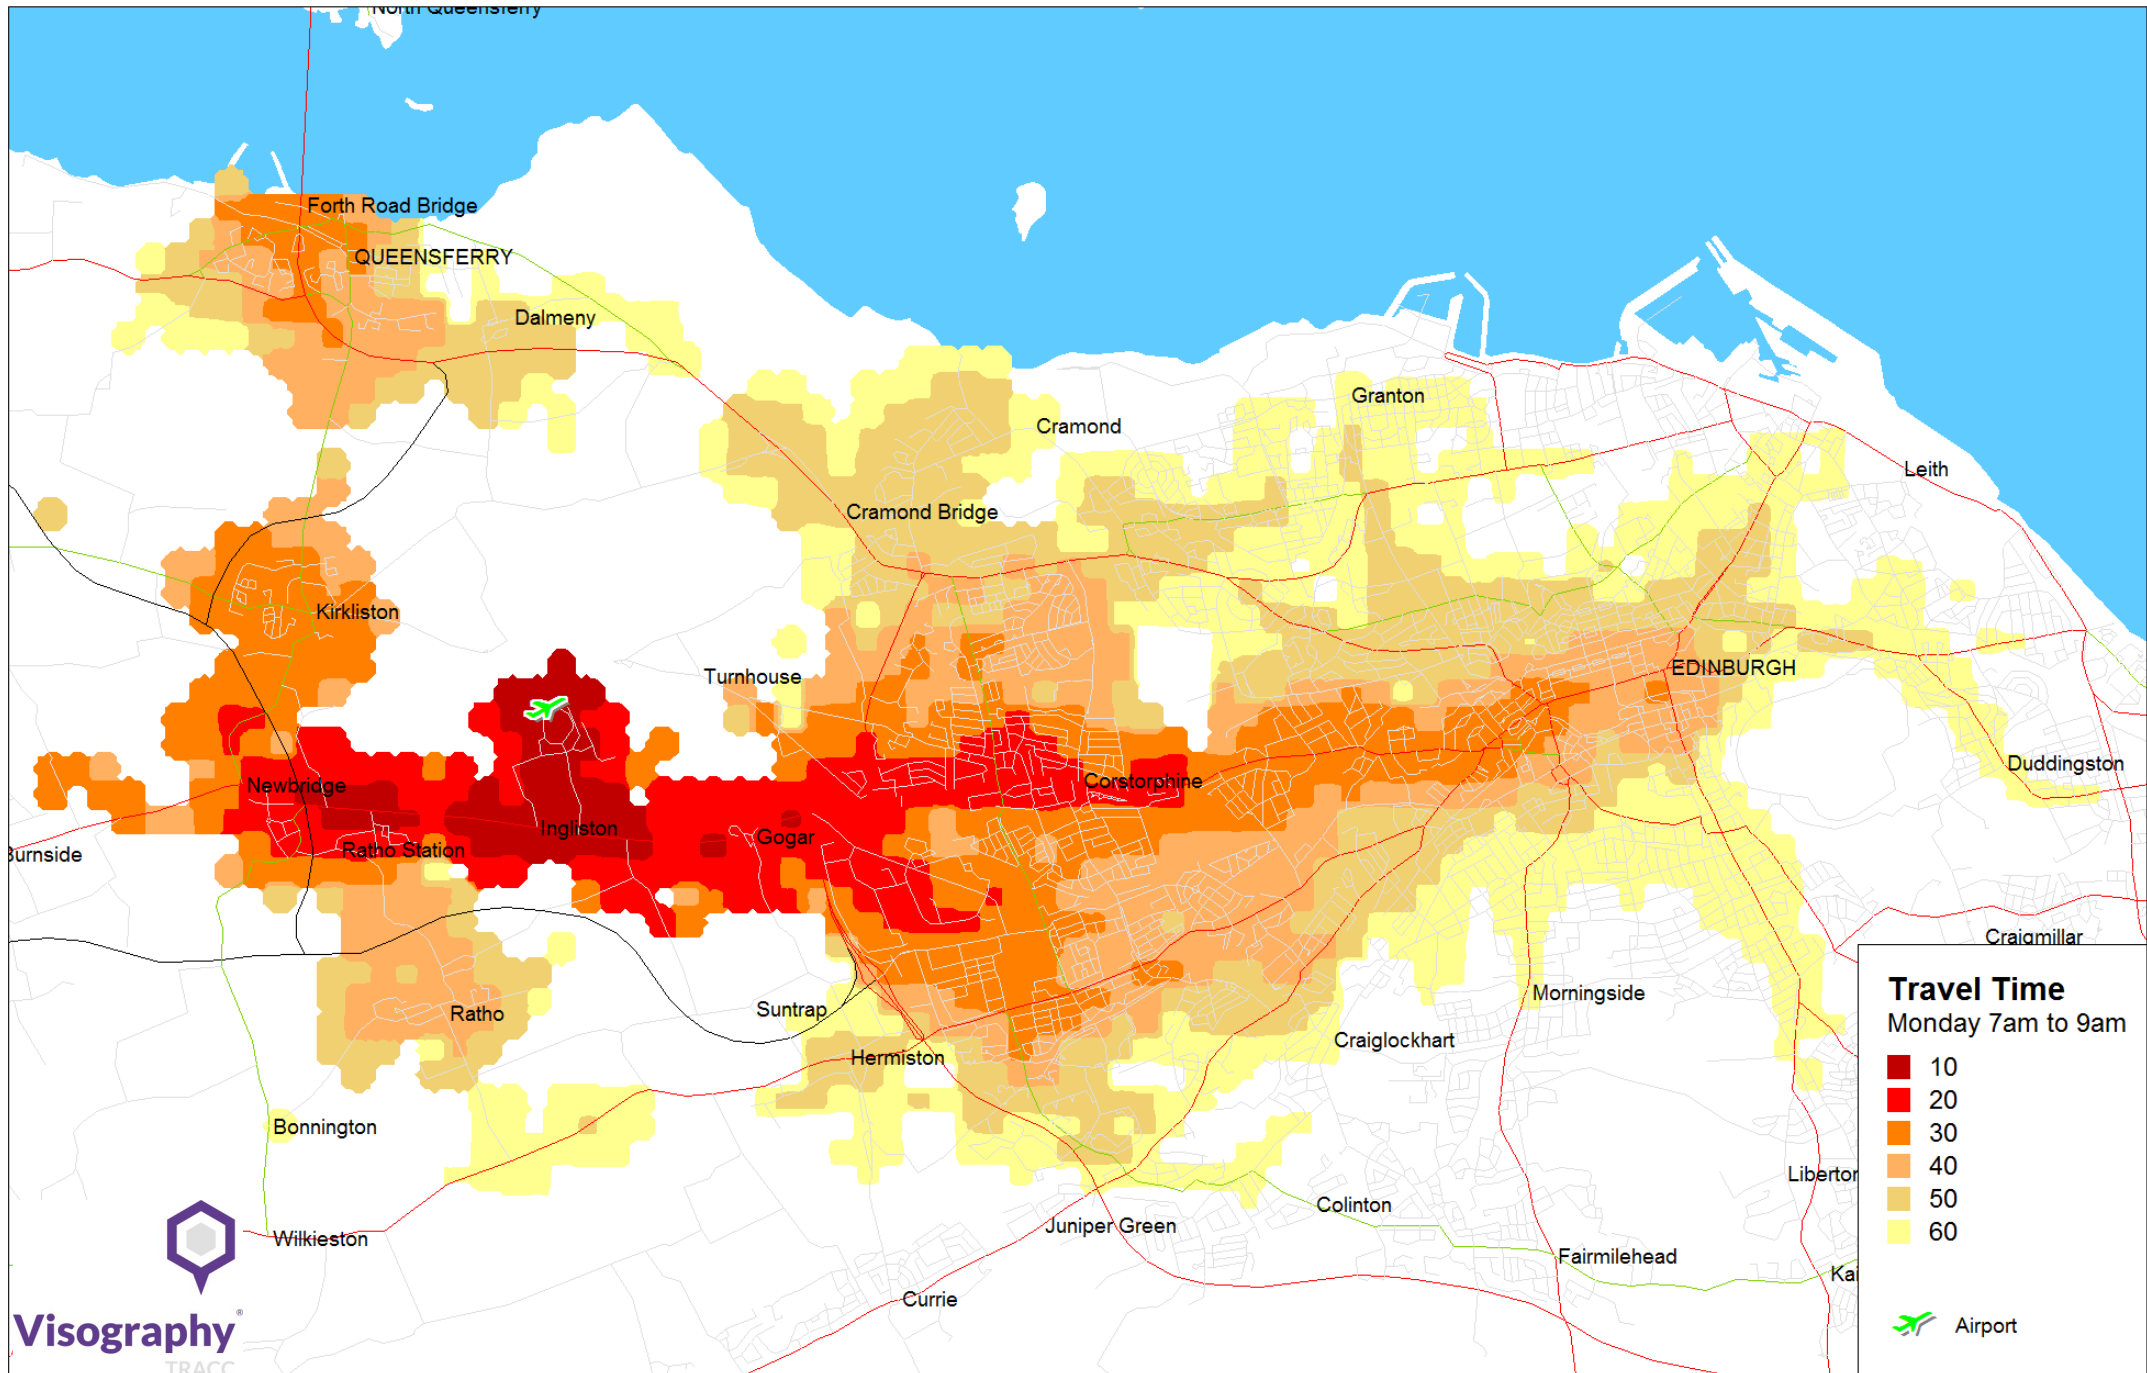 North Queensferry
Forth Road Bridge
QUEENSFERRY
Dalmeny
Granton
Cramond
Leith
Cramond Bridge
Kirkliston
Turnhouse
EDINBURGH
Newbridge
Corstorphine
Duddingston
Ingliston
Gogar
Ratho Station
Burnside
Craigmillar
Ratho
Suntrap
Morningside
Craiglockhart
Hermiston
Bonnington
Liberton
Colinton
Juniper Green
Wilkieston
Fairmilehead
Kai
Currie
Travel Time
Monday 7am to 9am
10
20
30
40
50
60
Airport
Visography®
TRACC